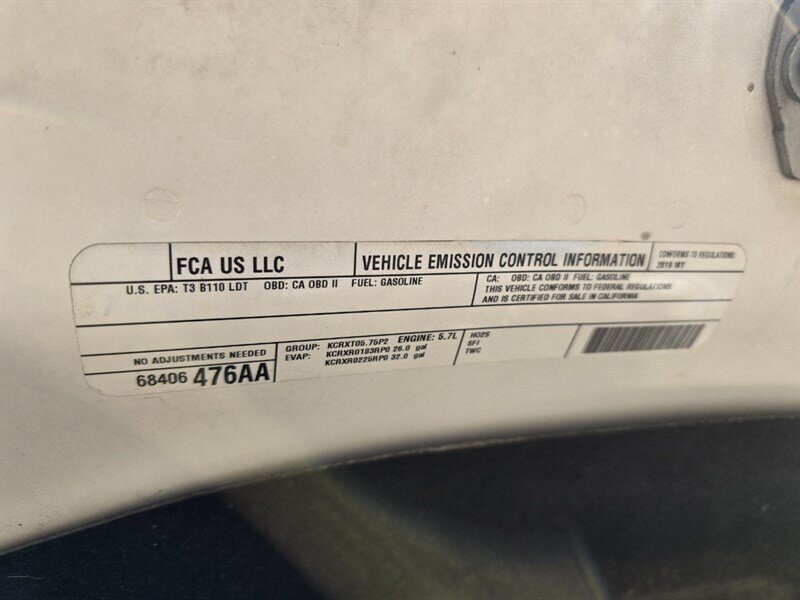 FCA US LLC
VEHICLE EMISSION CONTROL INFORMATION
CONFORMS TO REGULATIONS:
2019 MY
U.S. EPA: T3 B110 LDT OBD: CA OBD II FUEL: GASOLINE
CA: OBD: CA OBD II FUEL: GASOLINE
THIS VEHICLE CONFORMS TO FEDERAL REGULATIONS
AND IS CERTIFIED FOR SALE IN CALIFORNIA
NO ADJUSTMENTS NEEDED
68406 476AA
GROUP: KCRXT05.75P2 ENGINE: 5.7L
EVAP: KCRXR0183RP0 26.0 gal
KCRXR0225RP0 32.0 gal
HO2S
SFI
TWC